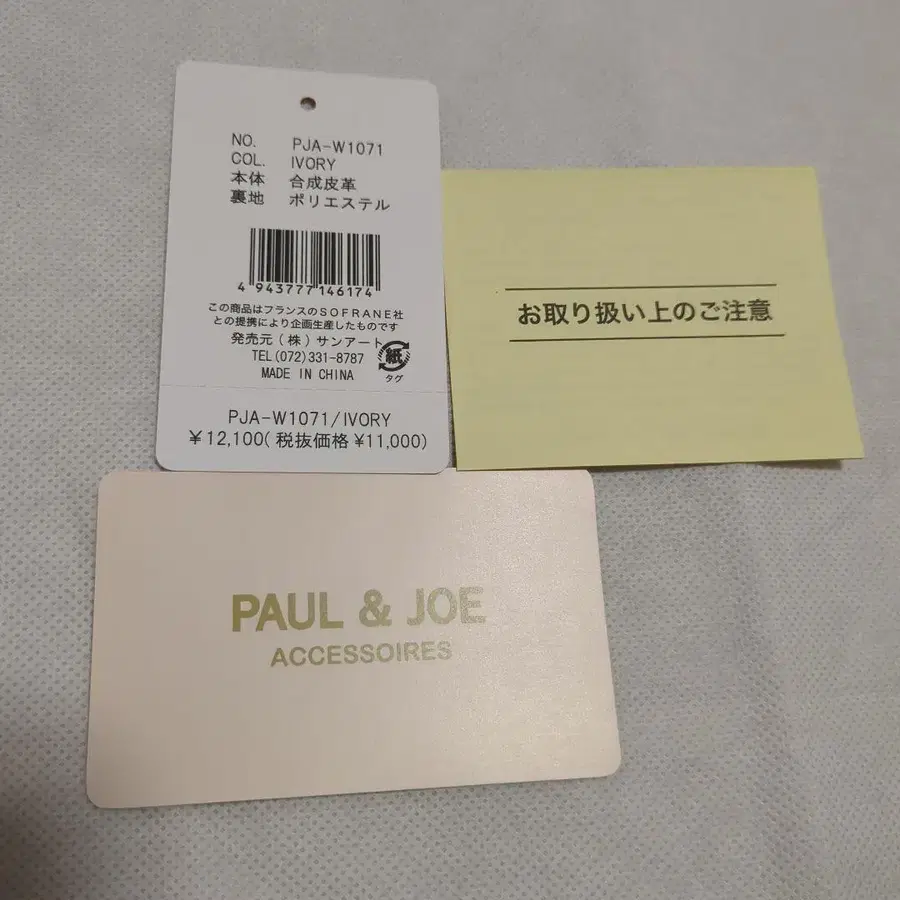 NO. PJA-W1071
COL. IVORY
本体 合成皮革
裏地 ポリエステル
4 943777 146174
この商品はフランスのSOFRANE社
との提携により企画生産したものです
発売元(株)サンアート
TEL(072)331-8787
MADE IN CHINA
紙
タグ
PJA-W1071/IVORY
¥12,100(税抜価格¥11,000)
お取り扱い上のご注意
PAUL & JOE
ACCESSOIRES